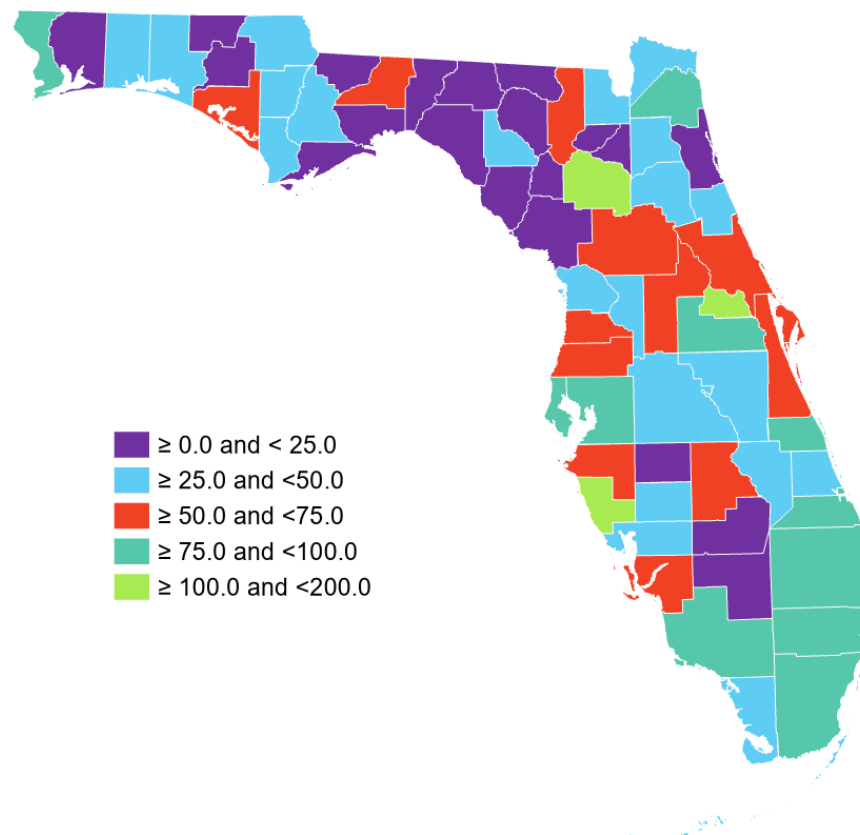 ≥ 0.0 and < 25.0
≥ 25.0 and <50.0
≥ 50.0 and <75.0
≥ 75.0 and <100.0
≥ 100.0 and <200.0